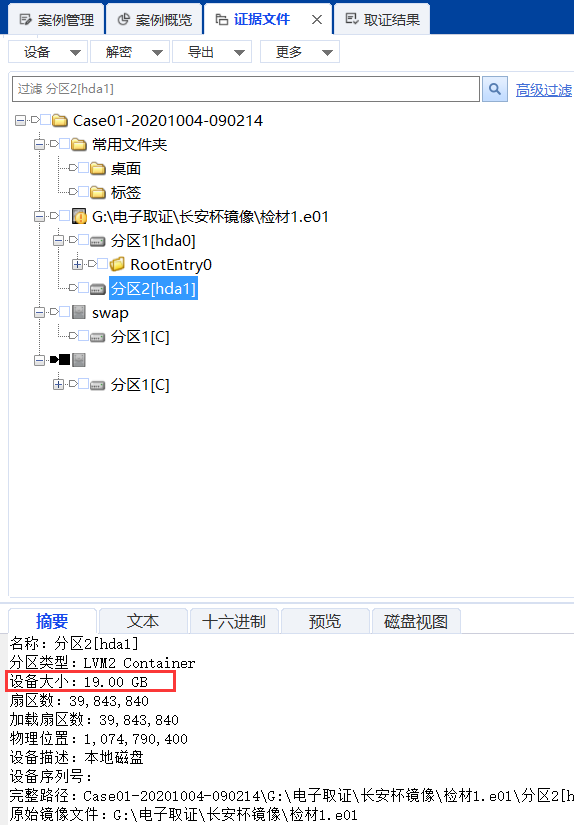 案例管理 案例概览 证据文件 取证结果
设备 解密 导出 更多
过滤 分区2[hda1] 高级过滤
Case01-20201004-090214
常用文件夹
桌面
标签
G:\电子取证\长安杯镜像\检材1.e01
分区1[hda0]
RootEntry0
分区2[hda1]
swap
分区1[C]
分区1[C]
摘要 文本 十六进制 预览 磁盘视图
名称: 分区2[hda1]
分区类型: LVM2 Container
设备大小: 19.00 GB
扇区数: 39,843,840
加载扇区数: 39,843,840
物理位置: 1,074,790,400
设备描述: 本地磁盘
设备序列号:
完整路径: Case01-20201004-090214\G:\电子取证\长安杯镜像\检材1.e01\分区2[h
原始镜像文件: G:\电子取证\长安杯镜像\检材1.e01